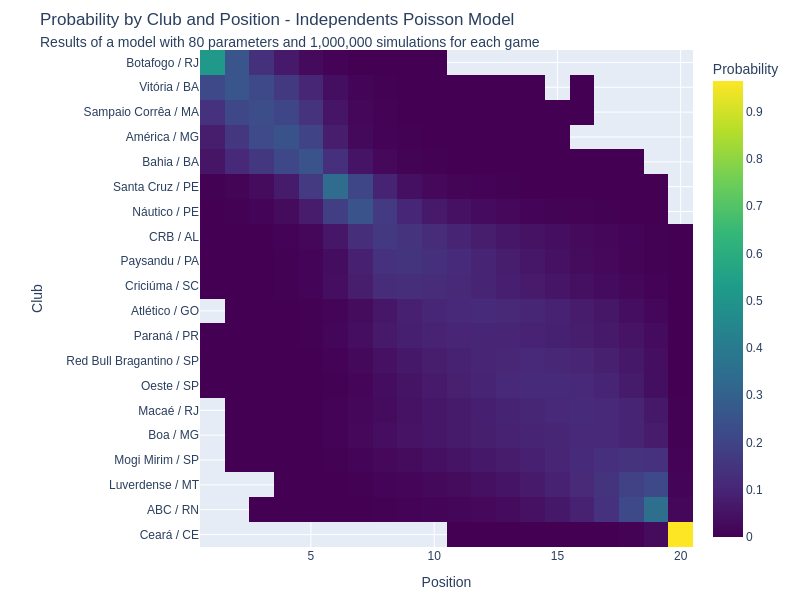 Probability by Club and Position - Independents Poisson Model
Results of a model with 80 parameters and 1,000,000 simulations for each game
Probability
Club
Botafogo / RJ
Vitória / BA
Sampaio Corrêa / MA
América / MG
Bahia / BA
Santa Cruz / PE
Náutico / PE
CRB / AL
Paysandu / PA
Criciúma / SC
Atlético / GO
Paraná / PR
Red Bull Bragantino / SP
Oeste / SP
Macaé / RJ
Boa / MG
Mogi Mirim / SP
Luverdense / MT
ABC / RN
Ceará / CE
0.9
0.8
0.7
0.6
0.5
0.4
0.3
0.2
0.1
0
5 10 15 20
Position